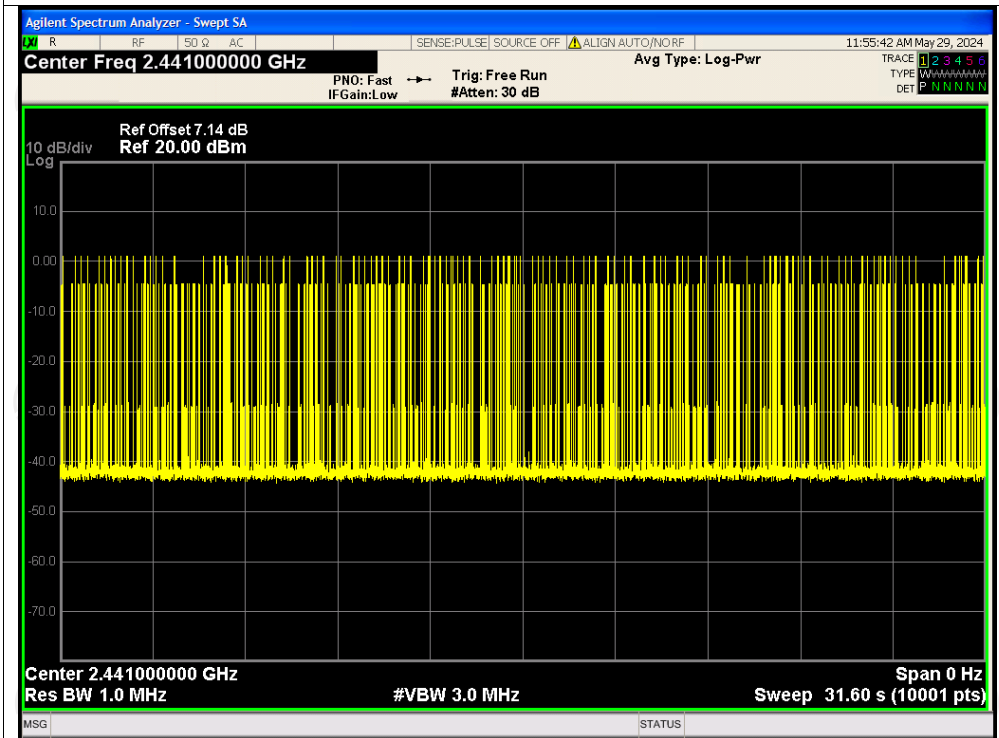 Agilent Spectrum Analyzer - Swept SA
LXI R RF 50 Ω AC SENSE:PULSE SOURCE OFF ALIGN AUTO/NO RF 11:55:42 AM May 29, 2024
Center Freq 2.441000000 GHz Avg Type: Log-Pwr TRACE 1 2 3 4 5 6
PNO: Fast Trig: Free Run TYPE W
IFGain:Low #Atten: 30 dB DET P N N N N N
Ref Offset 7.14 dB
10 dB/div Ref 20.00 dBm
Log
10.0
0.00
-10.0
-20.0
-30.0
-40.0
-50.0
-60.0
-70.0
Center 2.441000000 GHz Span 0 Hz
Res BW 1.0 MHz #VBW 3.0 MHz Sweep 31.60 s (10001 pts)
MSG STATUS